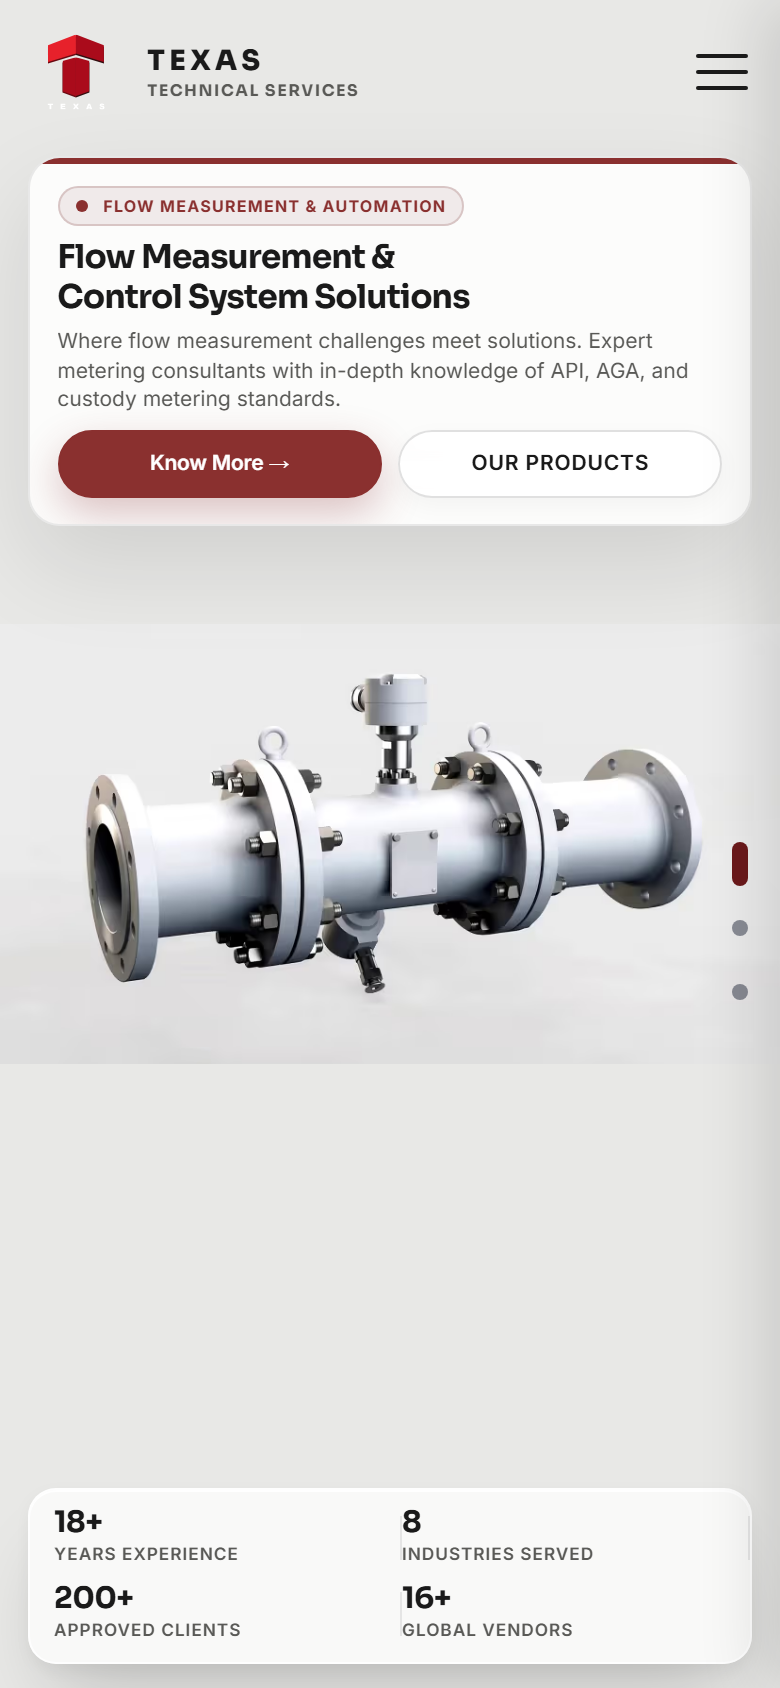 TEXAS
TEXAS
TECHNICAL SERVICES
FLOW MEASUREMENT & AUTOMATION
Flow Measurement &
Control System Solutions
Where flow measurement challenges meet solutions. Expert
metering consultants with in-depth knowledge of API, AGA, and
custody metering standards.
Know More →
OUR PRODUCTS
18+
YEARS EXPERIENCE
8
INDUSTRIES SERVED
200+
APPROVED CLIENTS
16+
GLOBAL VENDORS